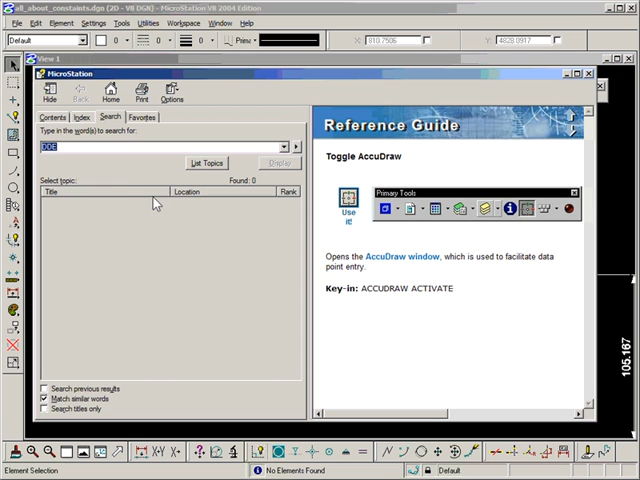 all_about_constaints.dgn (2D - V8 DGN) - MicroStation V8 2004 Edition
File Edit Element Settings Tools Utilities Workspace Window Help
Default 0 0 0 Prima X: 810.7506 Y: 4828.0917
View 1
MicroStation
Hide Back Home Print Options
Contents Index Search Favorites
Type in the word(s) to search for:
DDE
List Topics Display
Select topic: Found: 0
Title Location Rank
Search previous results
Match similar words
Search titles only
Reference Guide
Toggle AccuDraw
Use it!
Primary Tools
Opens the AccuDraw window, which is used to facilitate data
point entry.
Key-in: ACCUDRAW ACTIVATE
105.167
Element Selection No Elements Found Default